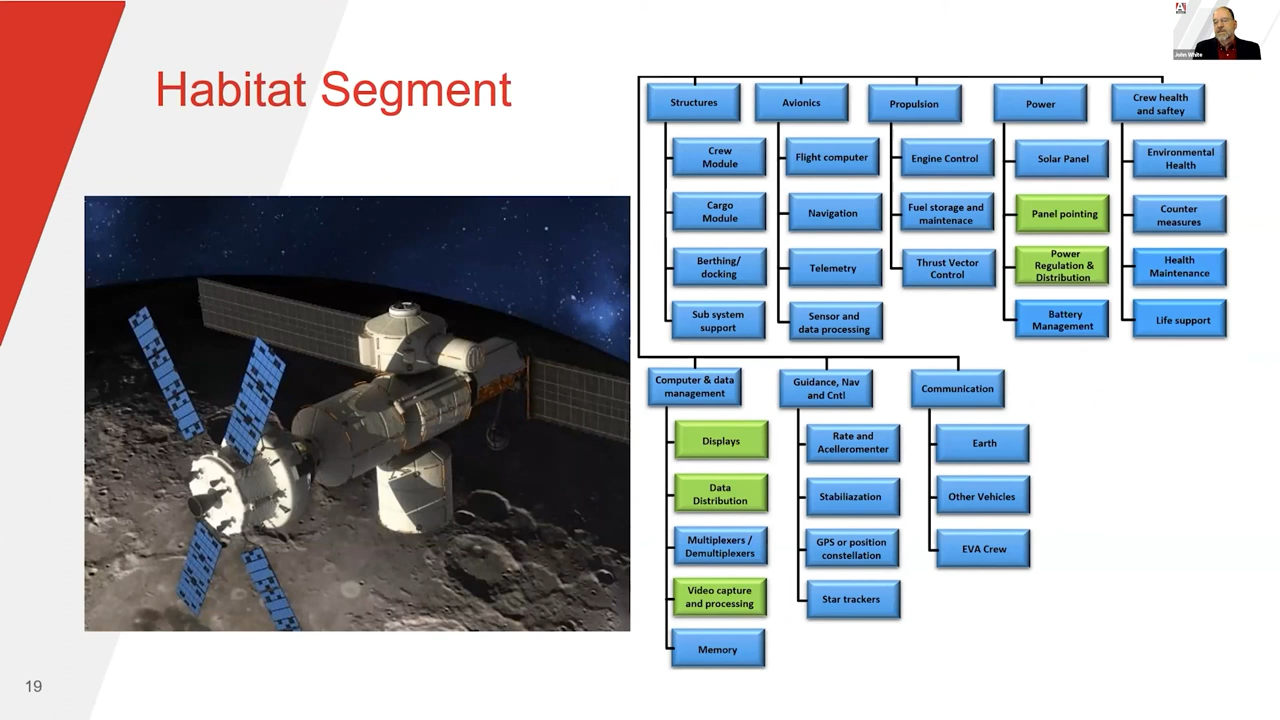 John White
Habitat Segment
Structures
Avionics
Propulsion
Power
Crew health
and saftey
Crew
Module
Flight computer
Engine Control
Solar Panel
Environmental
Health
Cargo
Module
Navigation
Fuel storage and
maintenace
Panel pointing
Counter
measures
Berthing/
docking
Telemetry
Thrust Vector
Control
Power
Regulation &
Distribution
Health
Maintenance
Sub system
support
Sensor and
data processing
Battery
Management
Life support
Computer & data
management
Guidance, Nav
and Cntl
Communication
Displays
Rate and
Acelleromenter
Earth
Data
Distribution
Stabiliazation
Other Vehicles
Multiplexers /
Demultiplexers
GPS or position
constellation
EVA Crew
Video capture
and processing
Star trackers
Memory
19